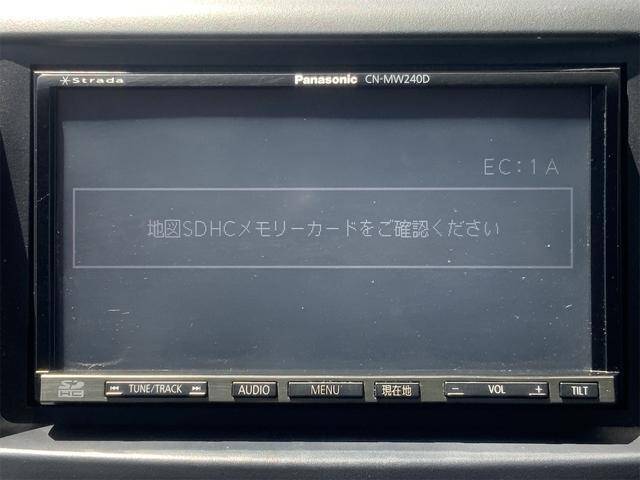 Strada Panasonic CN-MW240D
EC:1A
地図SDHCメモリーカードをご確認ください
SD HC TUNE/TRACK AUDIO MENU 現在地 − VOL + TILT